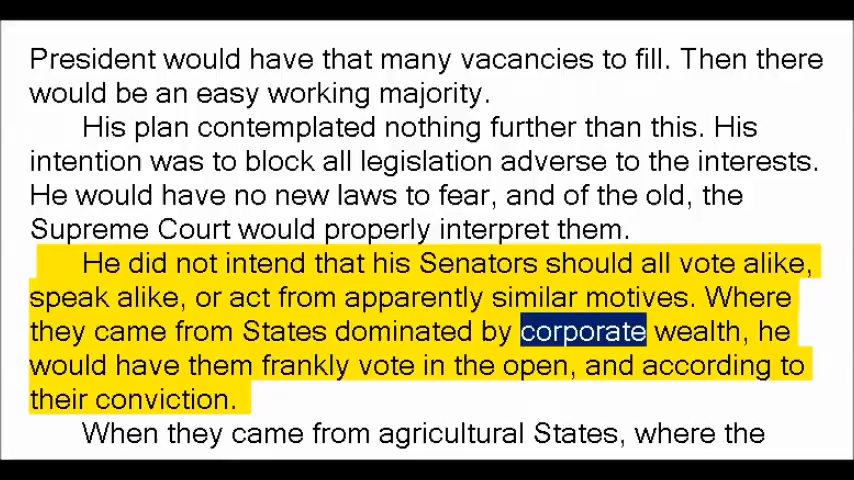 President would have that many vacancies to fill. Then there
would be an easy working majority.
His plan contemplated nothing further than this. His
intention was to block all legislation adverse to the interests.
He would have no new laws to fear, and of the old, the
Supreme Court would properly interpret them.
He did not intend that his Senators should all vote alike,
speak alike, or act from apparently similar motives. Where
they came from States dominated by corporate wealth, he
would have them frankly vote in the open, and according to
their conviction.
When they came from agricultural States, where the